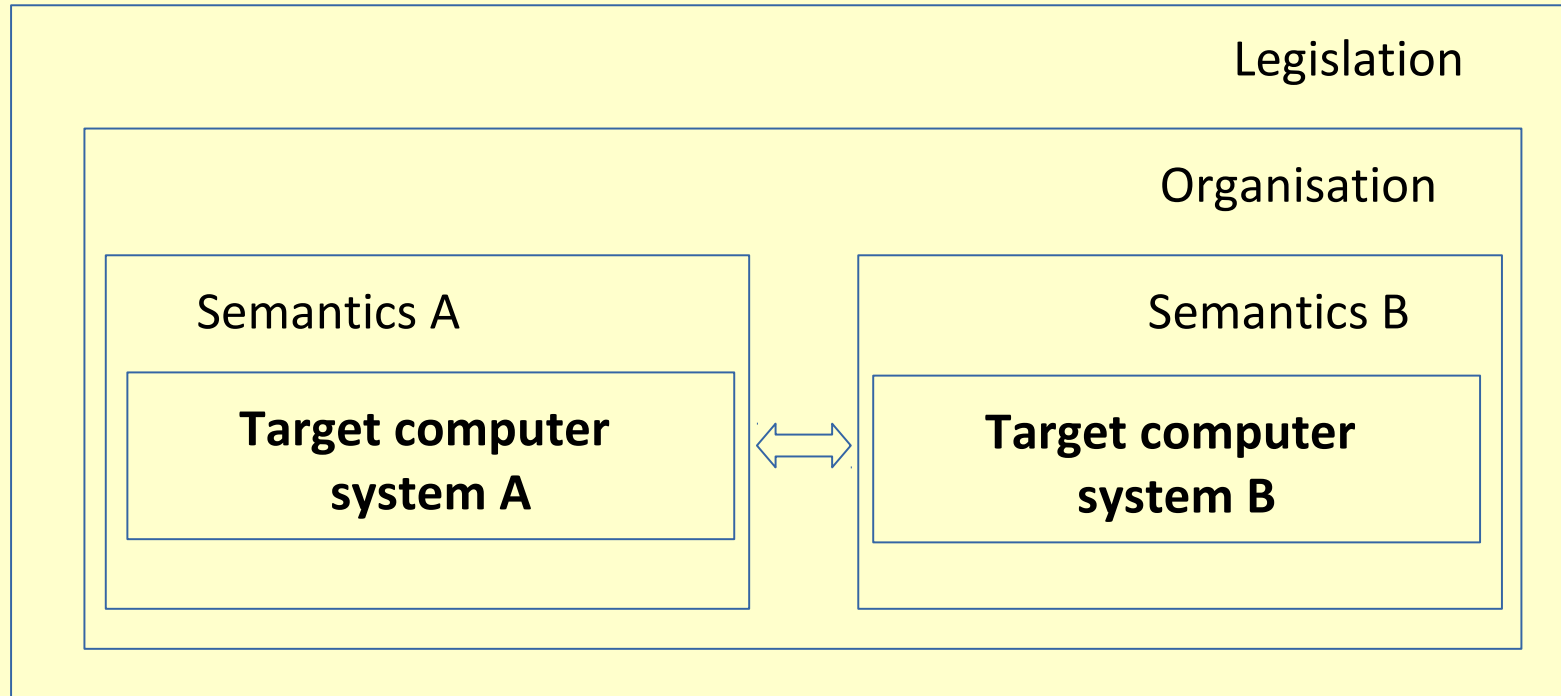 Legislation
Organisation
Semantics A
Semantics B
Target computer
system A
Target computer
system B